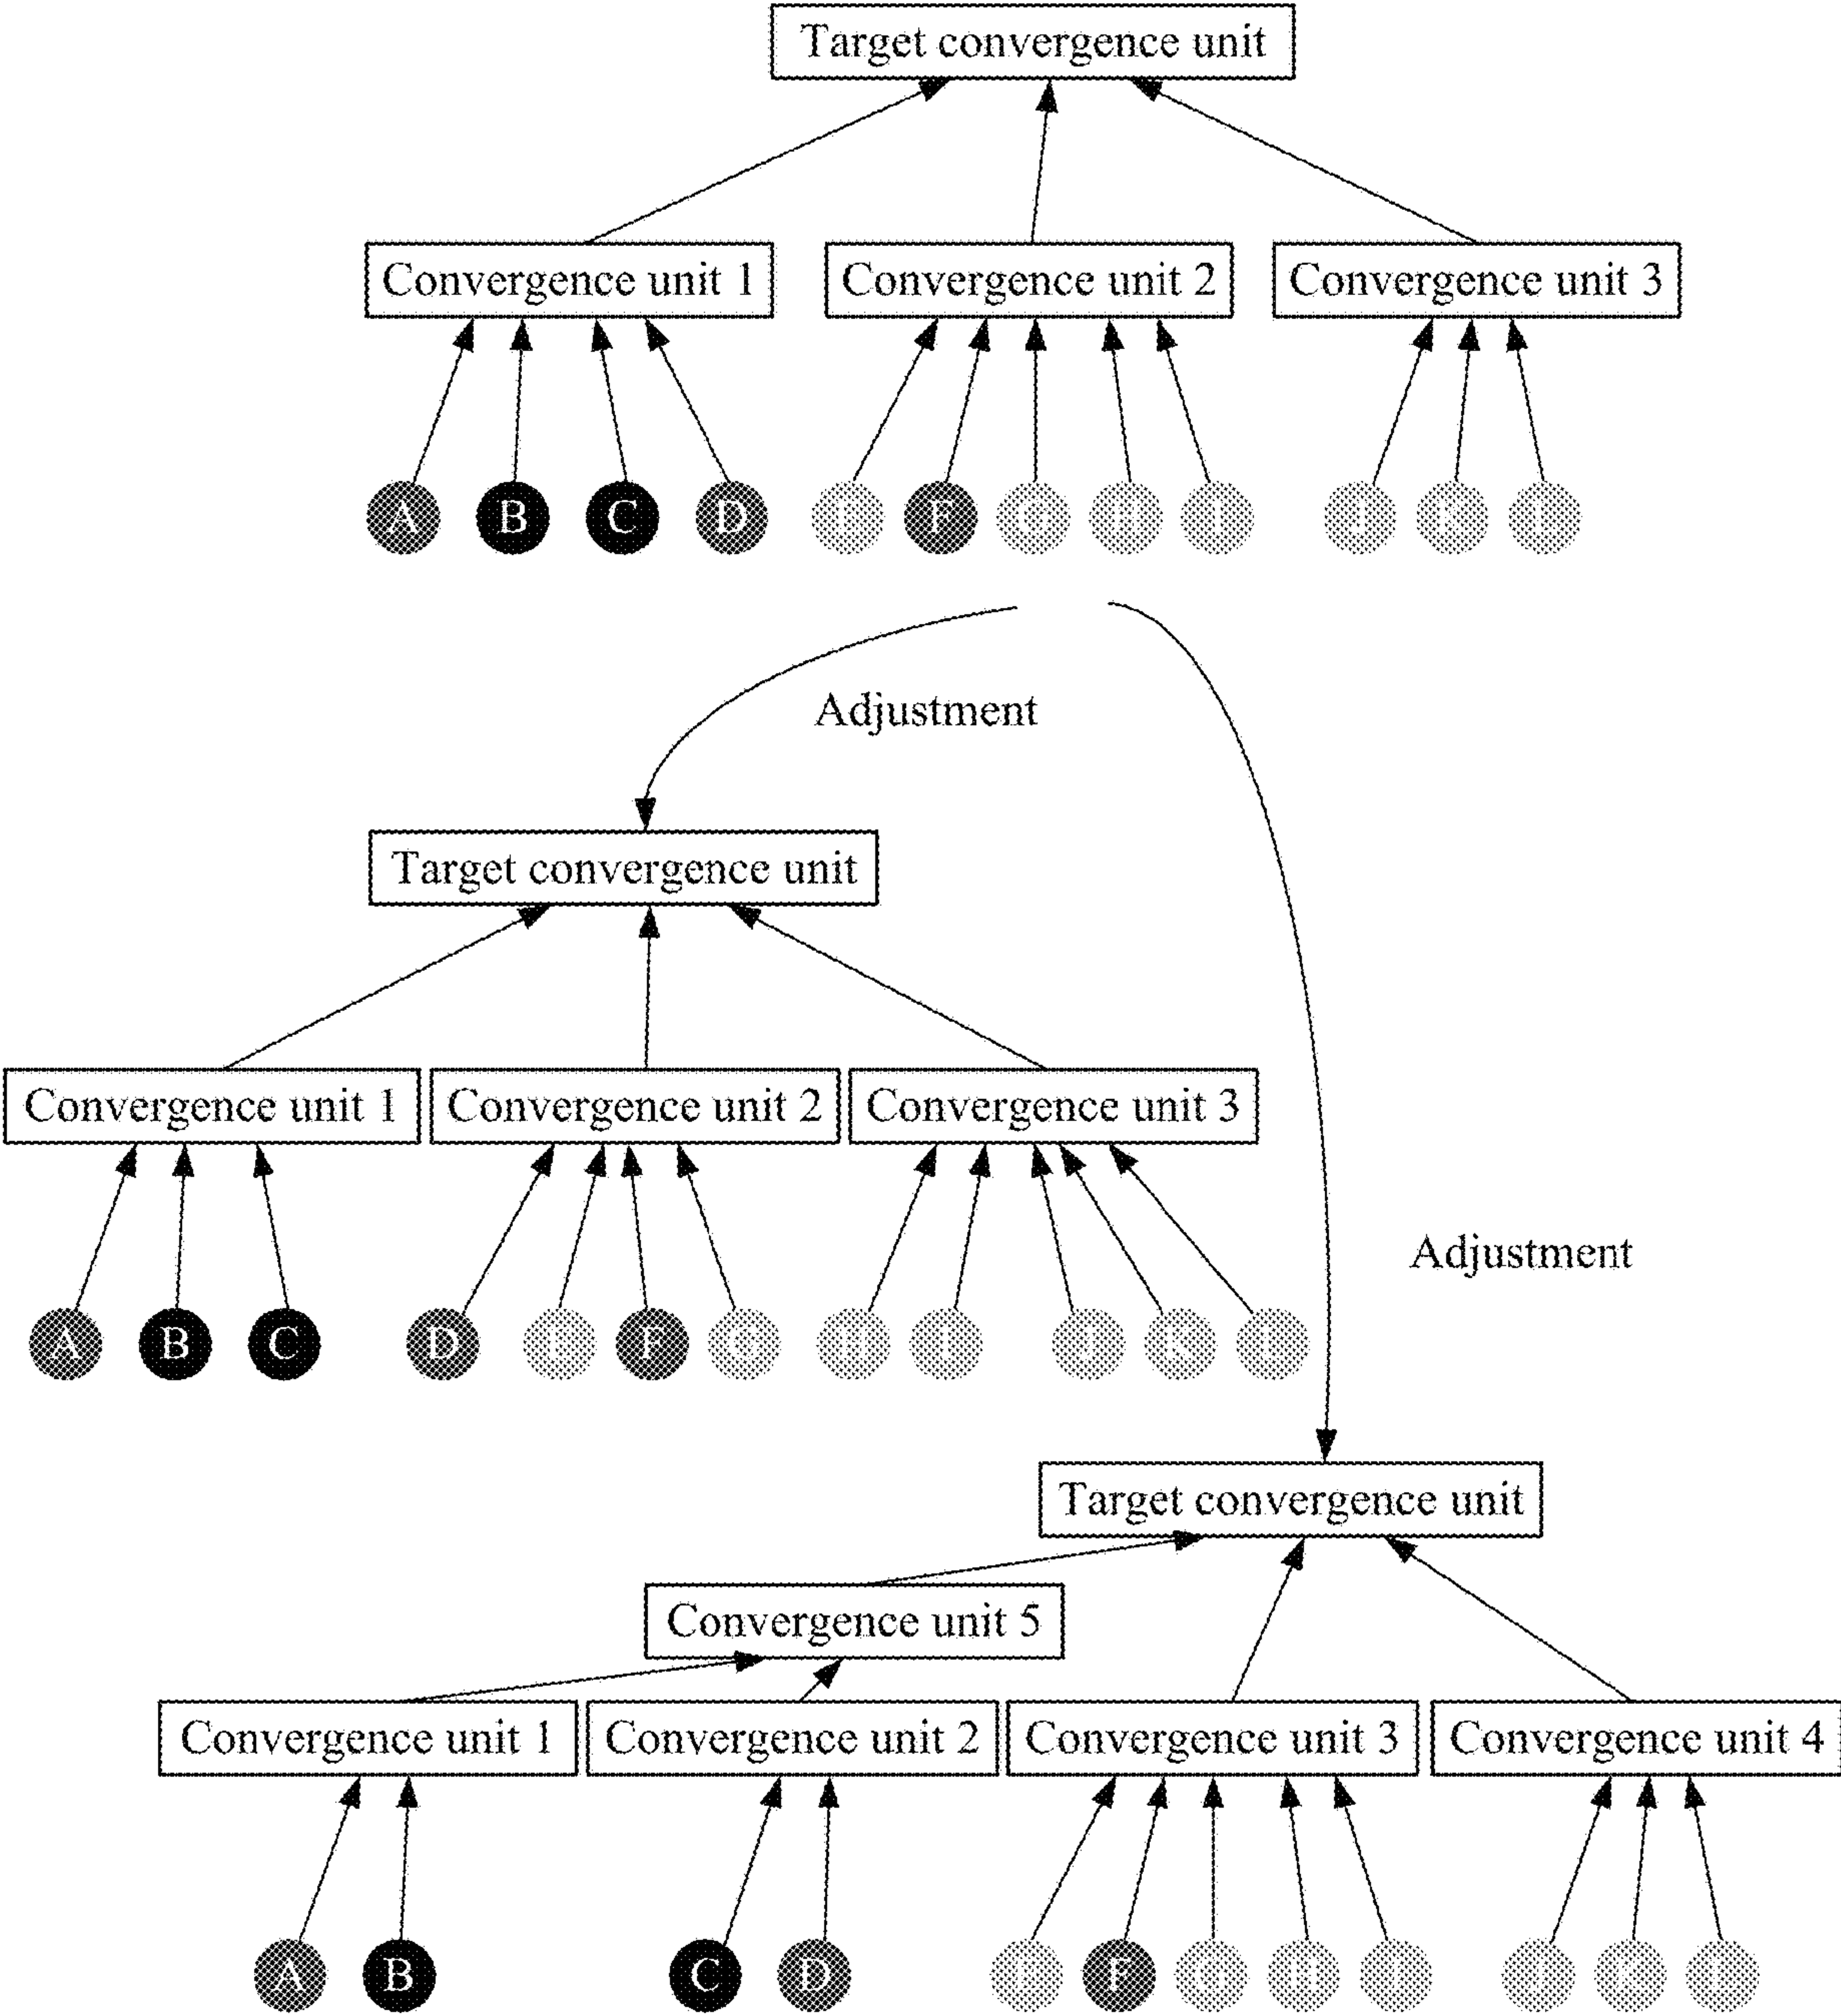 Target convergence unit
Convergence unit 1 Convergence unit 2 Convergence unit 3
A B C D E F G H I J K L
Adjustment
Target convergence unit
Convergence unit 1 Convergence unit 2 Convergence unit 3
A B C D E F G H I J K L
Adjustment
Target convergence unit
Convergence unit 5
Convergence unit 1 Convergence unit 2 Convergence unit 3 Convergence unit 4
A B C D E F G H I J K L